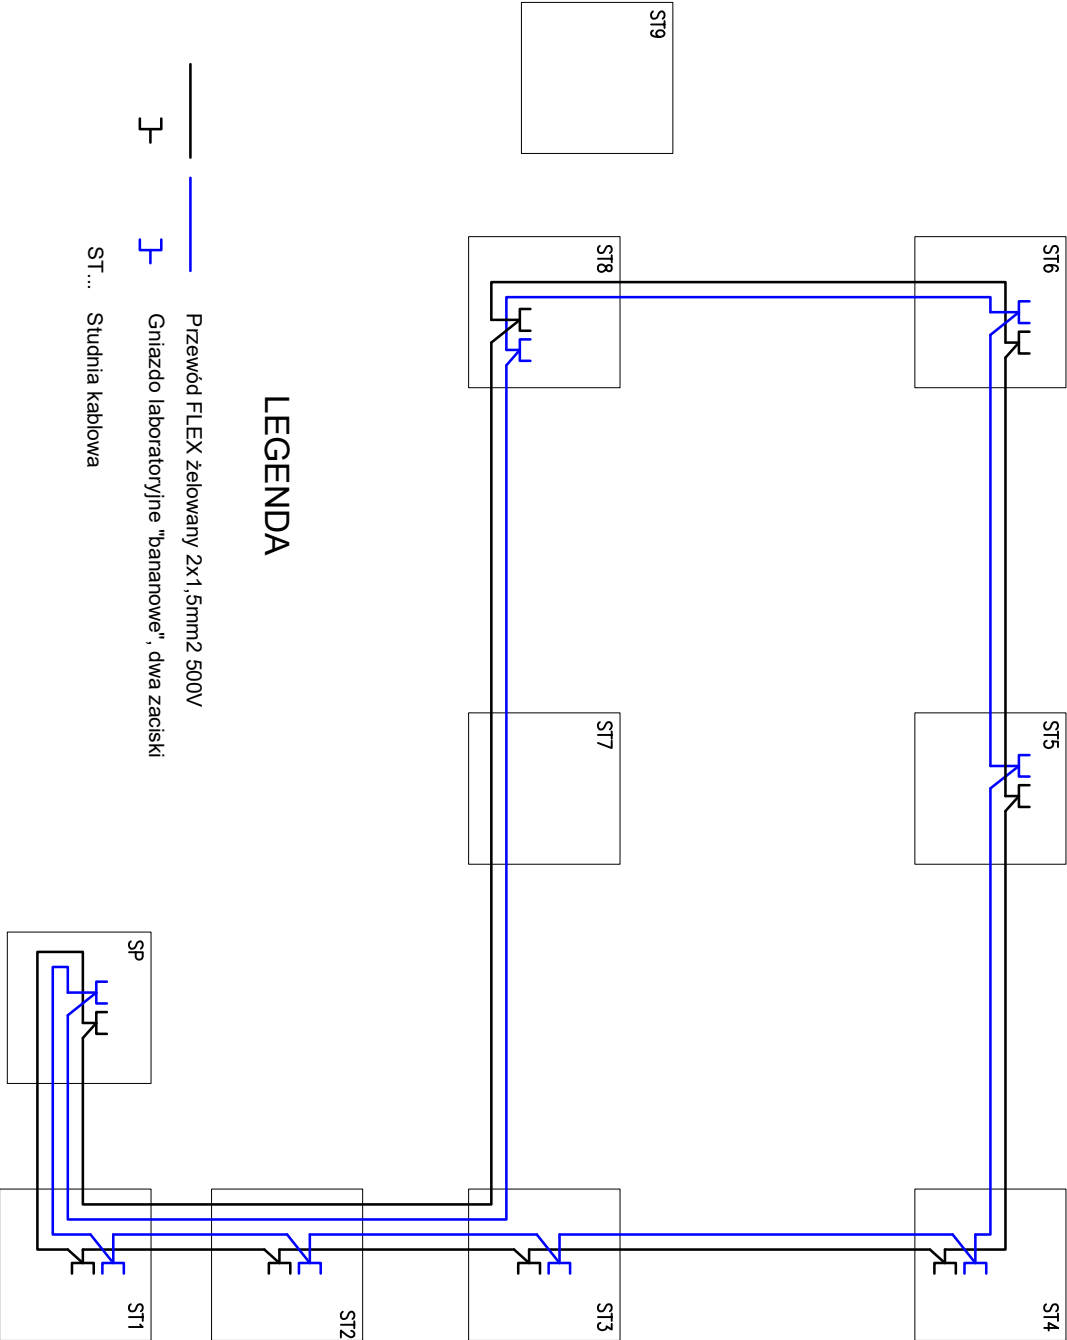 ST4
ST5
ST6
ST3
ST7
ST8
ST9
ST2
ST1
SP
LEGENDA
Przewód FLEX żelowany 2x1,5mm2 500V
Gniazdo laboratoryjne "bananowe", dwa zaciski
ST... Studnia kablowa